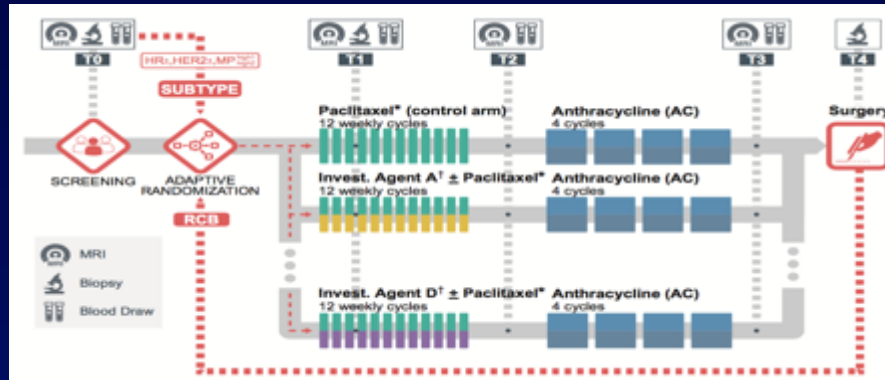 T0
T1
T2
T3
T4
HR±,HER2±,MP
SUBTYPE
Paclitaxel* (control arm)
12 weekly cycles
Anthracycline (AC)
4 cycles
Surgery
SCREENING
ADAPTIVE
RANDOMIZATION
Invest. Agent A† ± Paclitaxel*
12 weekly cycles
Anthracycline (AC)
4 cycles
RCB
MRI
Biopsy
Blood Draw
Invest. Agent D† ± Paclitaxel*
12 weekly cycles
Anthracycline (AC)
4 cycles